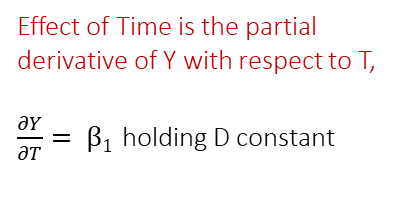 Effect of Time is the partial
derivative of Y with respect to T,
∂Y/∂T = β₁ holding D constant